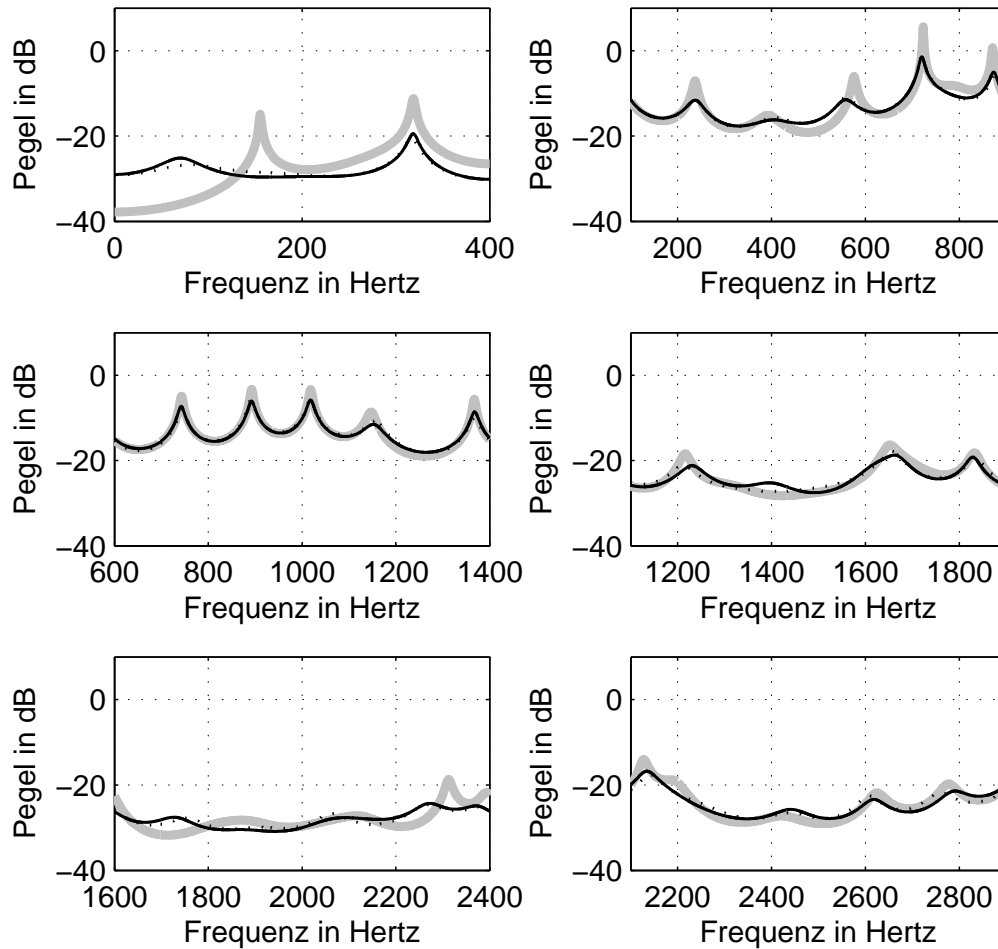 Pegel in dB
0
−20
−40
0 200 400
Frequenz in Hertz
Pegel in dB
0
−20
−40
200 400 600 800
Frequenz in Hertz
Pegel in dB
0
−20
−40
600 800 1000 1200 1400
Frequenz in Hertz
Pegel in dB
0
−20
−40
1200 1400 1600 1800
Frequenz in Hertz
Pegel in dB
0
−20
−40
1600 1800 2000 2200 2400
Frequenz in Hertz
Pegel in dB
0
−20
−40
2200 2400 2600 2800
Frequenz in Hertz